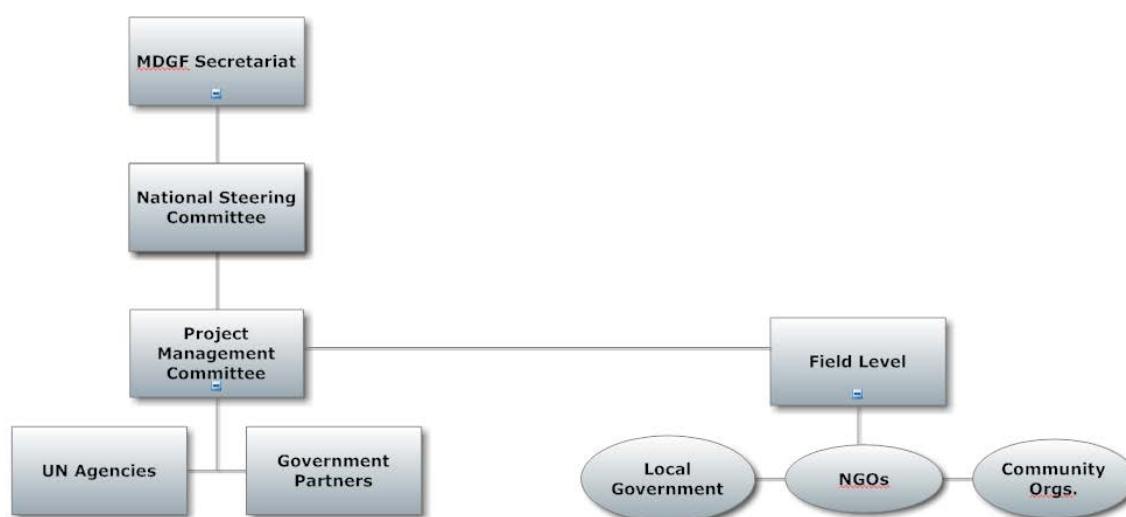 MDGF Secretariat
National Steering
Committee
Project
Management
Committee
Field Level
UN Agencies
Government
Partners
Local
Government
NGOs
Community
Orgs.